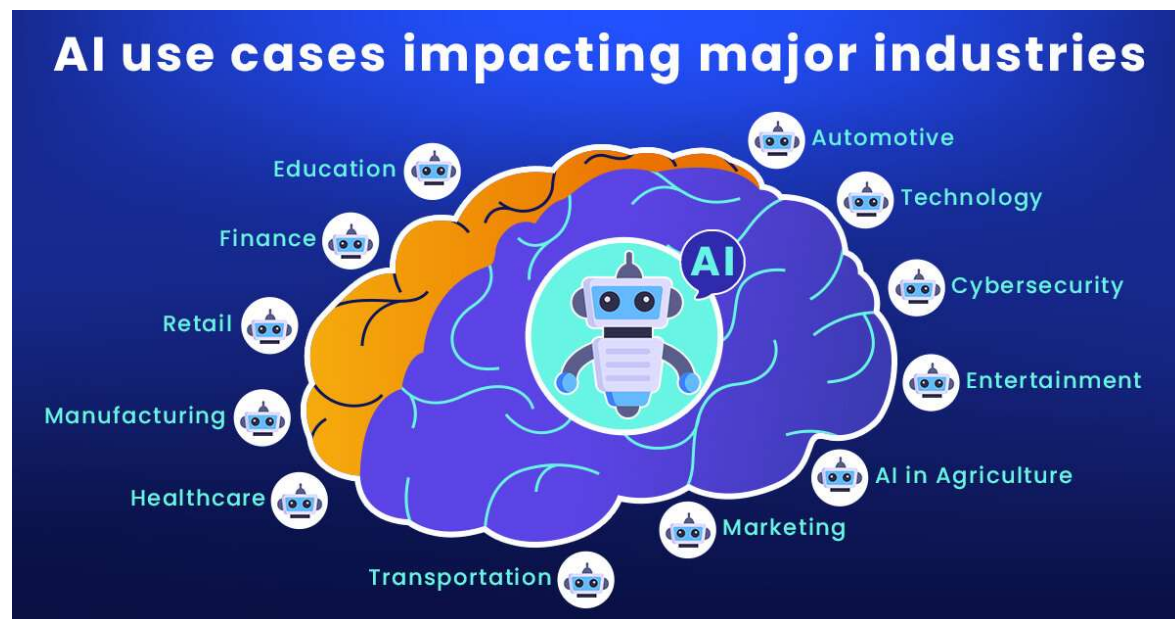 AI use cases impacting major industries
Automotive
Education
Technology
Finance
AI
Cybersecurity
Retail
Entertainment
Manufacturing
AI in Agriculture
Healthcare
Marketing
Transportation